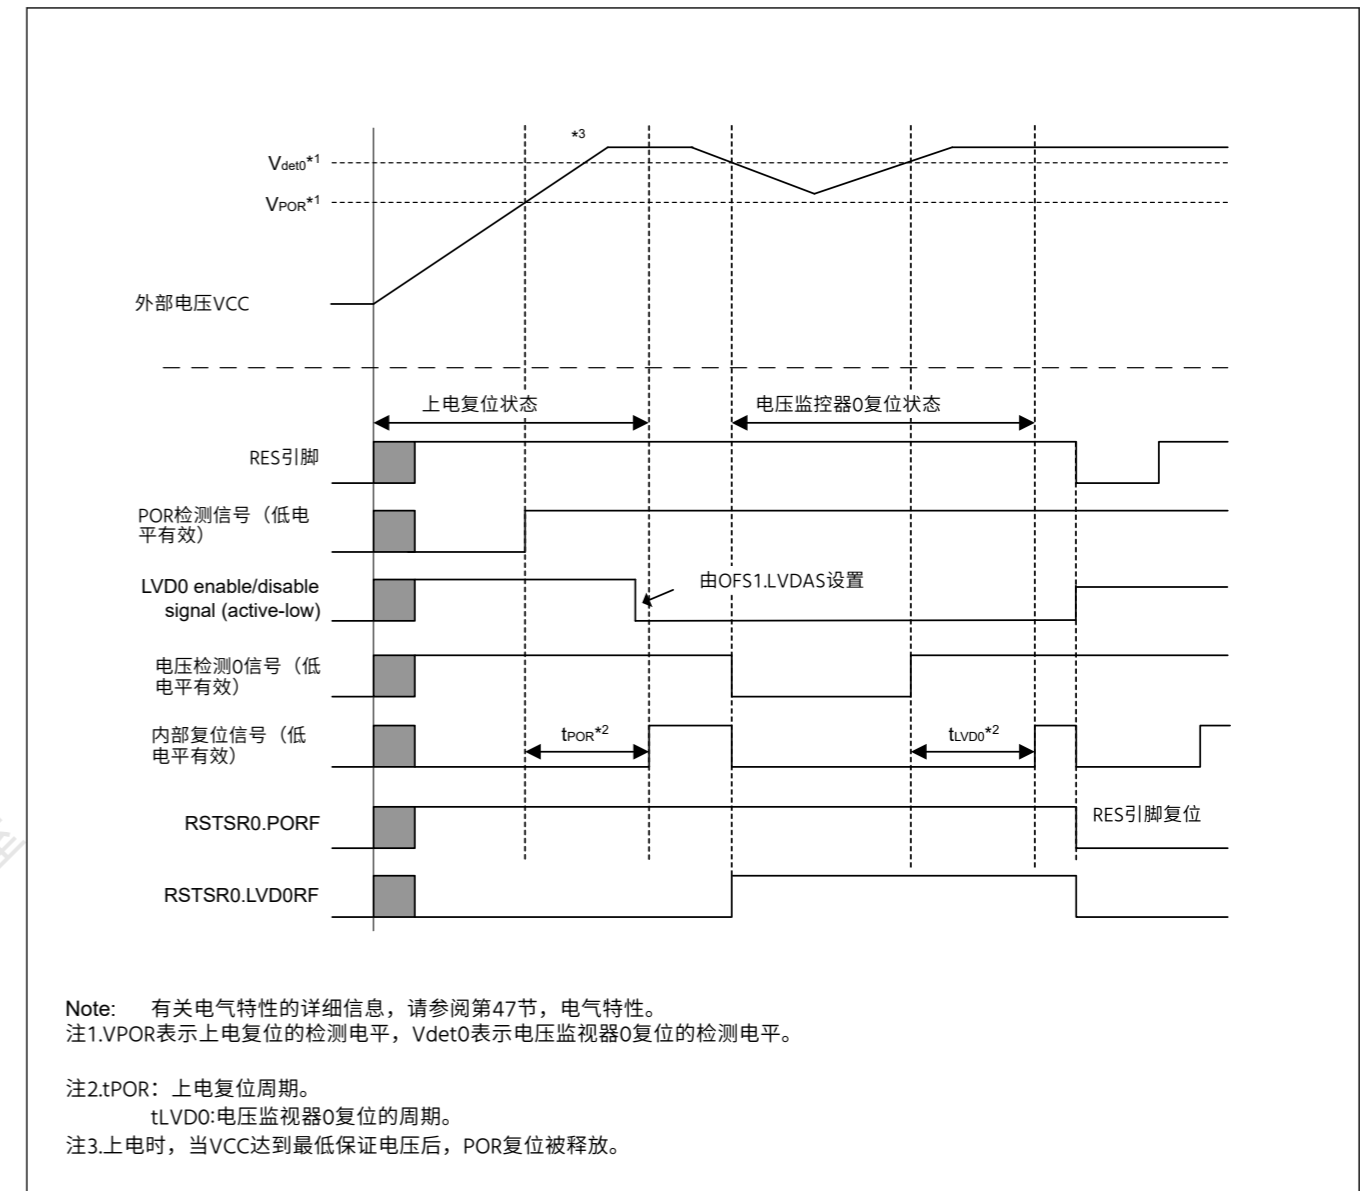 *3
Vdet0*1
VPOR*1
外部电压VCC
上电复位状态
电压监控器0复位状态
RES引脚
POR检测信号（低电
平有效）
LVD0 enable/disable
signal (active-low)
由OFS1.LVDAS设置
电压检测0信号（低
电平有效）
内部复位信号（低
电平有效）
tPOR*2
tLVD0*2
RSTSR0.PORF
RES引脚复位
RSTSR0.LVD0RF
Note: 有关电气特性的详细信息，请参阅第47节，电气特性。
注1.VPOR表示上电复位的检测电平，Vdet0表示电压监视器0复位的检测电平。
注2.tPOR：上电复位周期。
tLVD0:电压监视器0复位的周期。
注3.上电时，当VCC达到最低保证电压后，POR复位被释放。